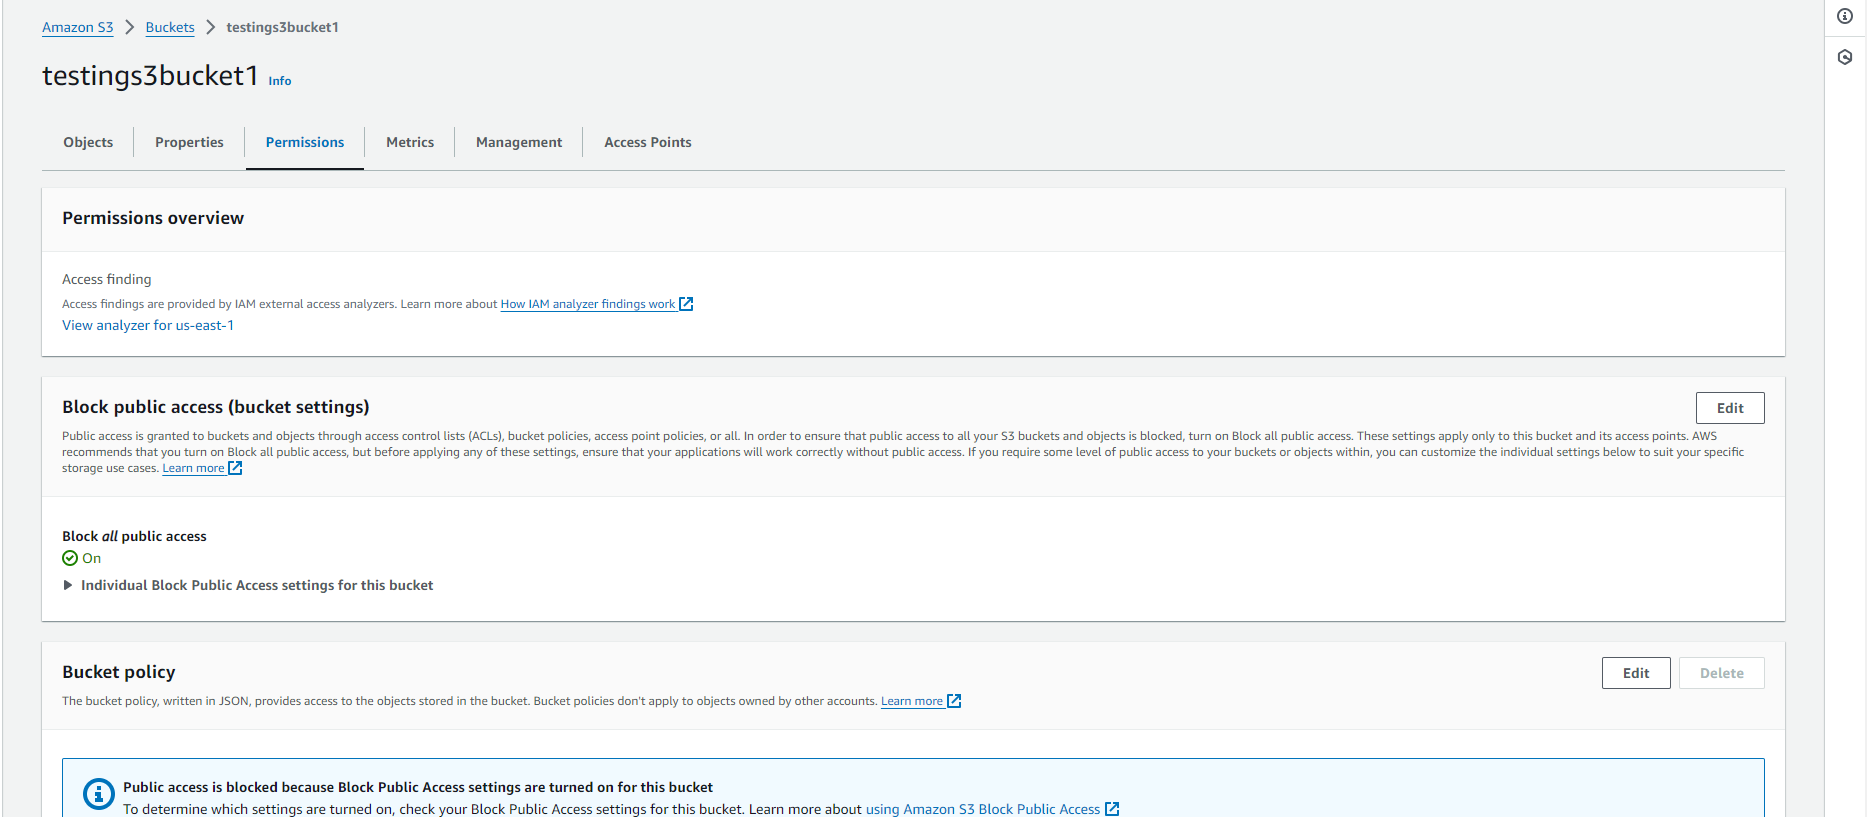 Amazon S3 > Buckets > testings3bucket1
testings3bucket1 Info
Objects Properties Permissions Metrics Management Access Points
Permissions overview
Access finding
Access findings are provided by IAM external access analyzers. Learn more about How IAM analyzer findings work
View analyzer for us-east-1
Block public access (bucket settings) Edit
Public access is granted to buckets and objects through access control lists (ACLs), bucket policies, access point policies, or all. In order to ensure that public access to all your S3 buckets and objects is blocked, turn on Block all public access. These settings apply only to this bucket and its access points. AWS
recommends that you turn on Block all public access, but before applying any of these settings, ensure that your applications will work correctly without public access. If you require some level of public access to your buckets or objects within, you can customize the individual settings below to suit your specific
storage use cases. Learn more
Block all public access
On
Individual Block Public Access settings for this bucket
Bucket policy Edit Delete
The bucket policy, written in JSON, provides access to the objects stored in the bucket. Bucket policies don't apply to objects owned by other accounts. Learn more
Public access is blocked because Block Public Access settings are turned on for this bucket
To determine which settings are turned on, check your Block Public Access settings for this bucket. Learn more about using Amazon S3 Block Public Access